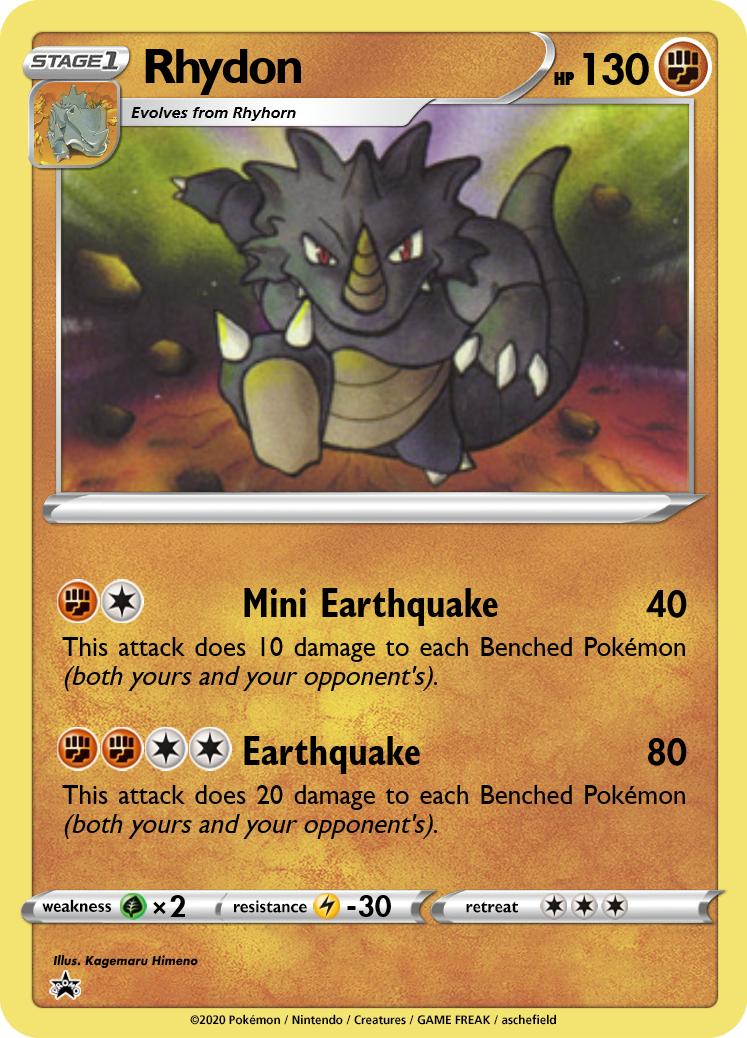 STAGE1
Rhydon
HP 130
Evolves from Rhyhorn
Mini Earthquake 40
This attack does 10 damage to each Benched Pokémon
(both yours and your opponent's).
Earthquake 80
This attack does 20 damage to each Benched Pokémon
(both yours and your opponent's).
weakness ×2 resistance -30 retreat
Illus. Kagemaru Himeno
PROMO
©2020 Pokémon / Nintendo / Creatures / GAME FREAK / aschefield